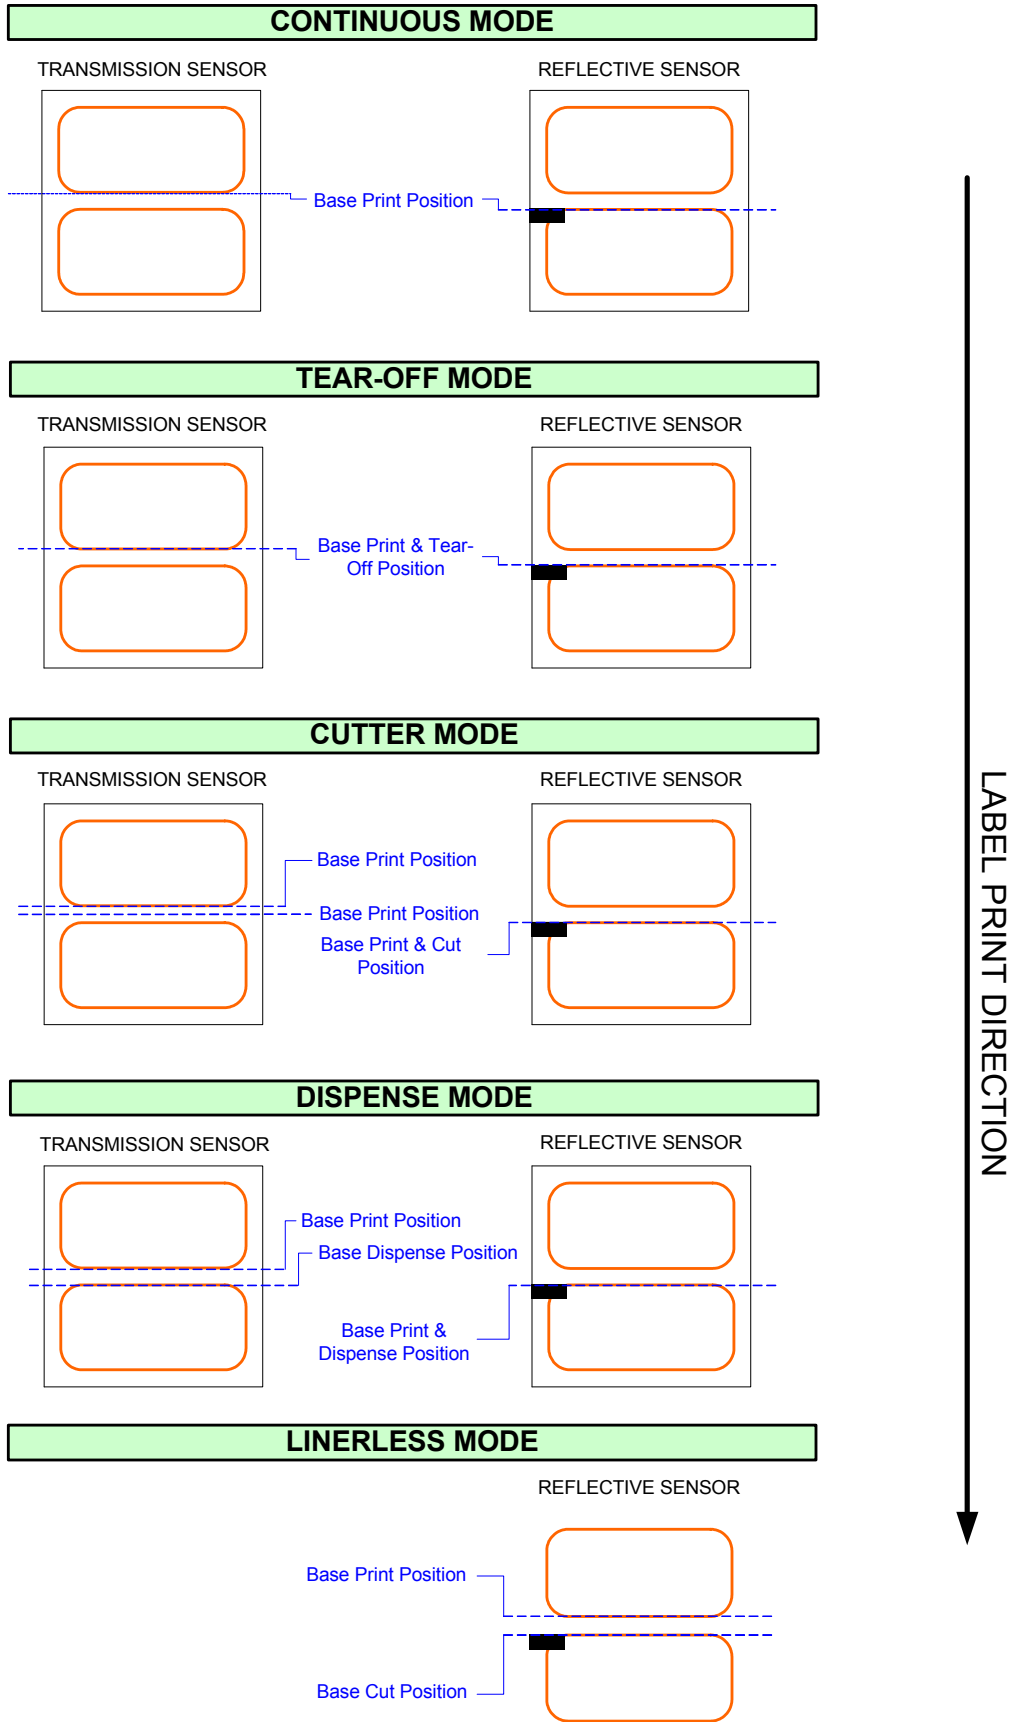 CONTINUOUS MODE
TRANSMISSION SENSOR
REFLECTIVE SENSOR
Base Print Position
TEAR-OFF MODE
TRANSMISSION SENSOR
REFLECTIVE SENSOR
Base Print & Tear-
Off Position
CUTTER MODE
TRANSMISSION SENSOR
REFLECTIVE SENSOR
Base Print Position
Base Print Position
Base Print & Cut
Position
DISPENSE MODE
TRANSMISSION SENSOR
REFLECTIVE SENSOR
Base Print Position
Base Dispense Position
Base Print &
Dispense Position
LINERLESS MODE
REFLECTIVE SENSOR
Base Print Position
Base Cut Position
LABEL PRINT DIRECTION